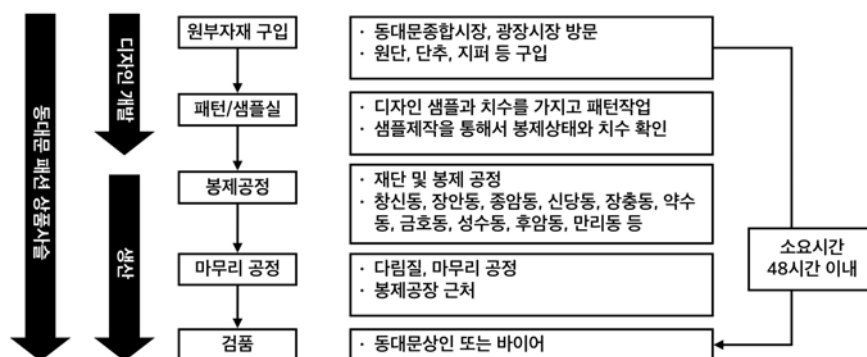 동대문 패션 상품사슬
디자인 개발
생산
원부자재 구입
· 동대문종합시장, 광장시장 방문
· 원단, 단추, 지퍼 등 구입
패턴/샘플실
· 디자인 샘플과 치수를 가지고 패턴작업
· 샘플제작을 통해서 봉제상태와 치수 확인
봉제공정
· 재단 및 봉제 공정
· 창신동, 장안동, 종암동, 신당동, 장충동, 약수
동, 금호동, 성수동, 후암동, 만리동 등
마무리 공정
· 다림질, 마무리 공정
· 봉제공장 근처
검품
· 동대문상인 또는 바이어
소요시간
48시간 이내